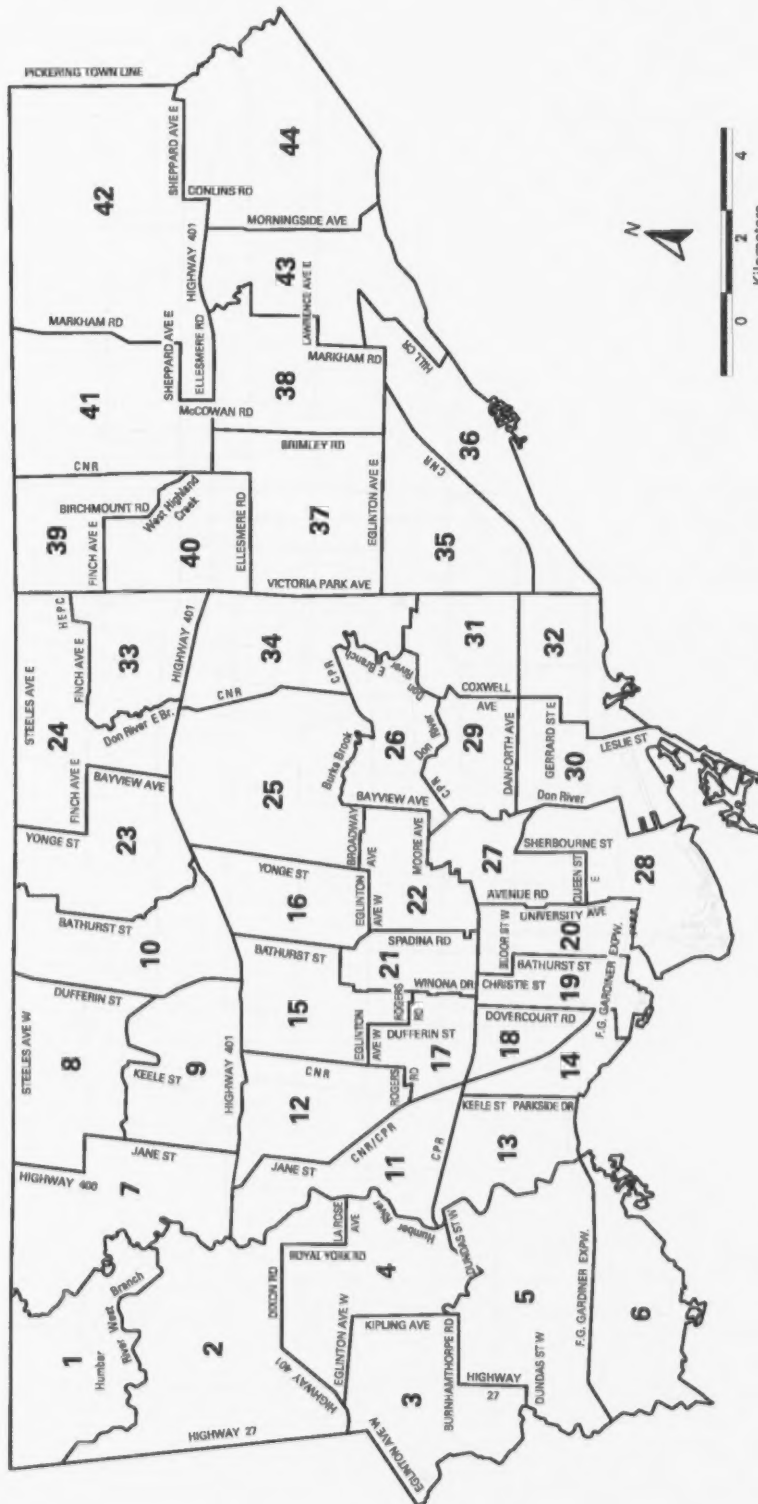 PICKERING TOWN LINE
42
SHEPPARD AVE E
44
CONLINS RD
MORNINGSIDE AVE
HIGHWAY 401
43
LAWRENCE AVE E
MARKHAM RD
SHEPPARD AVE E
ELLESMERE RD
41
McCOWAN RD
38
MARKHAM RD
HILL CR
36
CNR
BRIMLEY RD
CNR
BIRCHMOUNT RD
West Highland
Creek
39
FINCH AVE E
40
ELLESMERE RD
37
EGLINTON AVE E
35
VICTORIA PARK AVE
HEPC
STEELES AVE E
FINCH AVE E
33
HIGHWAY 401
34
CPR
Don River
E Branch
31
32
24
Don River E Br.
CNR
COXWELL
AVE
FINCH AVE E
BAYVIEW AVE
Burke Brook
26
Don River
CPR
29
DANFORTH AVE
GERRARD ST E
30
LESLIE ST
25
BAYVIEW AVE
Don River
YONGE ST
23
BROADWAY
AVE
MOORE AVE
27
SHERBOURNE ST
28
YONGE ST
16
EGLINTON
AVE W
22
AVENUE RD
QUEEN ST
E
BATHURST ST
10
SPADINA RD
BLOOR ST W
UNIVERSITY AVE
20
BATHURST ST
21
WINONA DR
BATHURST ST
CHRISTIE ST
19
F.G. GARDINER EXPW.
DUFFERIN ST
15
ROGERS
RD
DOVERCOURT RD
STEELES AVE W
8
KEELE ST
9
HIGHWAY 401
EGLINTON
AVE W
DUFFERIN ST
17
18
14
CNR
12
ROGERS
RD
KEELE ST
PARKSIDE DR
HIGHWAY 400
7
JANE ST
JANE ST
CNR/CPR
11
CPR
13
Humber
River
West Branch
1
2
LA ROSE
AVE
Humber
River
ROYAL YORK RD
DIXON RD
4
DUNDAS ST W
5
F.G. GARDINER EXPW.
6
EGLINTON AVE W
KIPLING AVE
BURNHAMTHORPE RD
HIGHWAY
27
DUNDAS ST W
HIGHWAY 401
3
HIGHWAY 27
EGLINTON AVE W
N
0 2 4
Kilometers